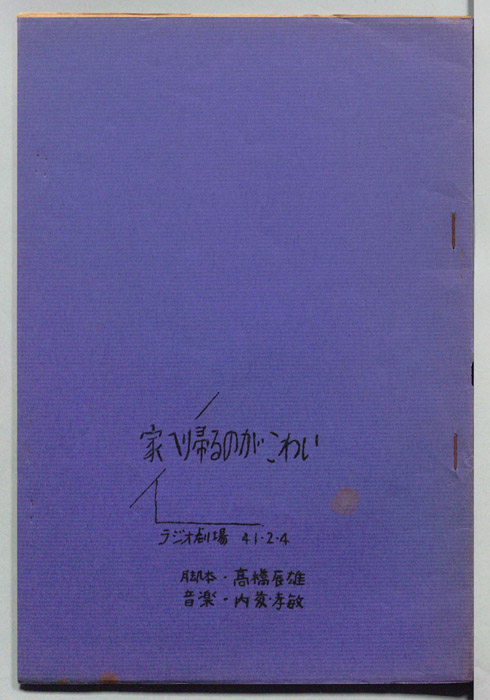 家へ帰るのがこわい
ラジオ劇場 41・2・4
脚本・高橋辰雄
音楽・内藤孝敏